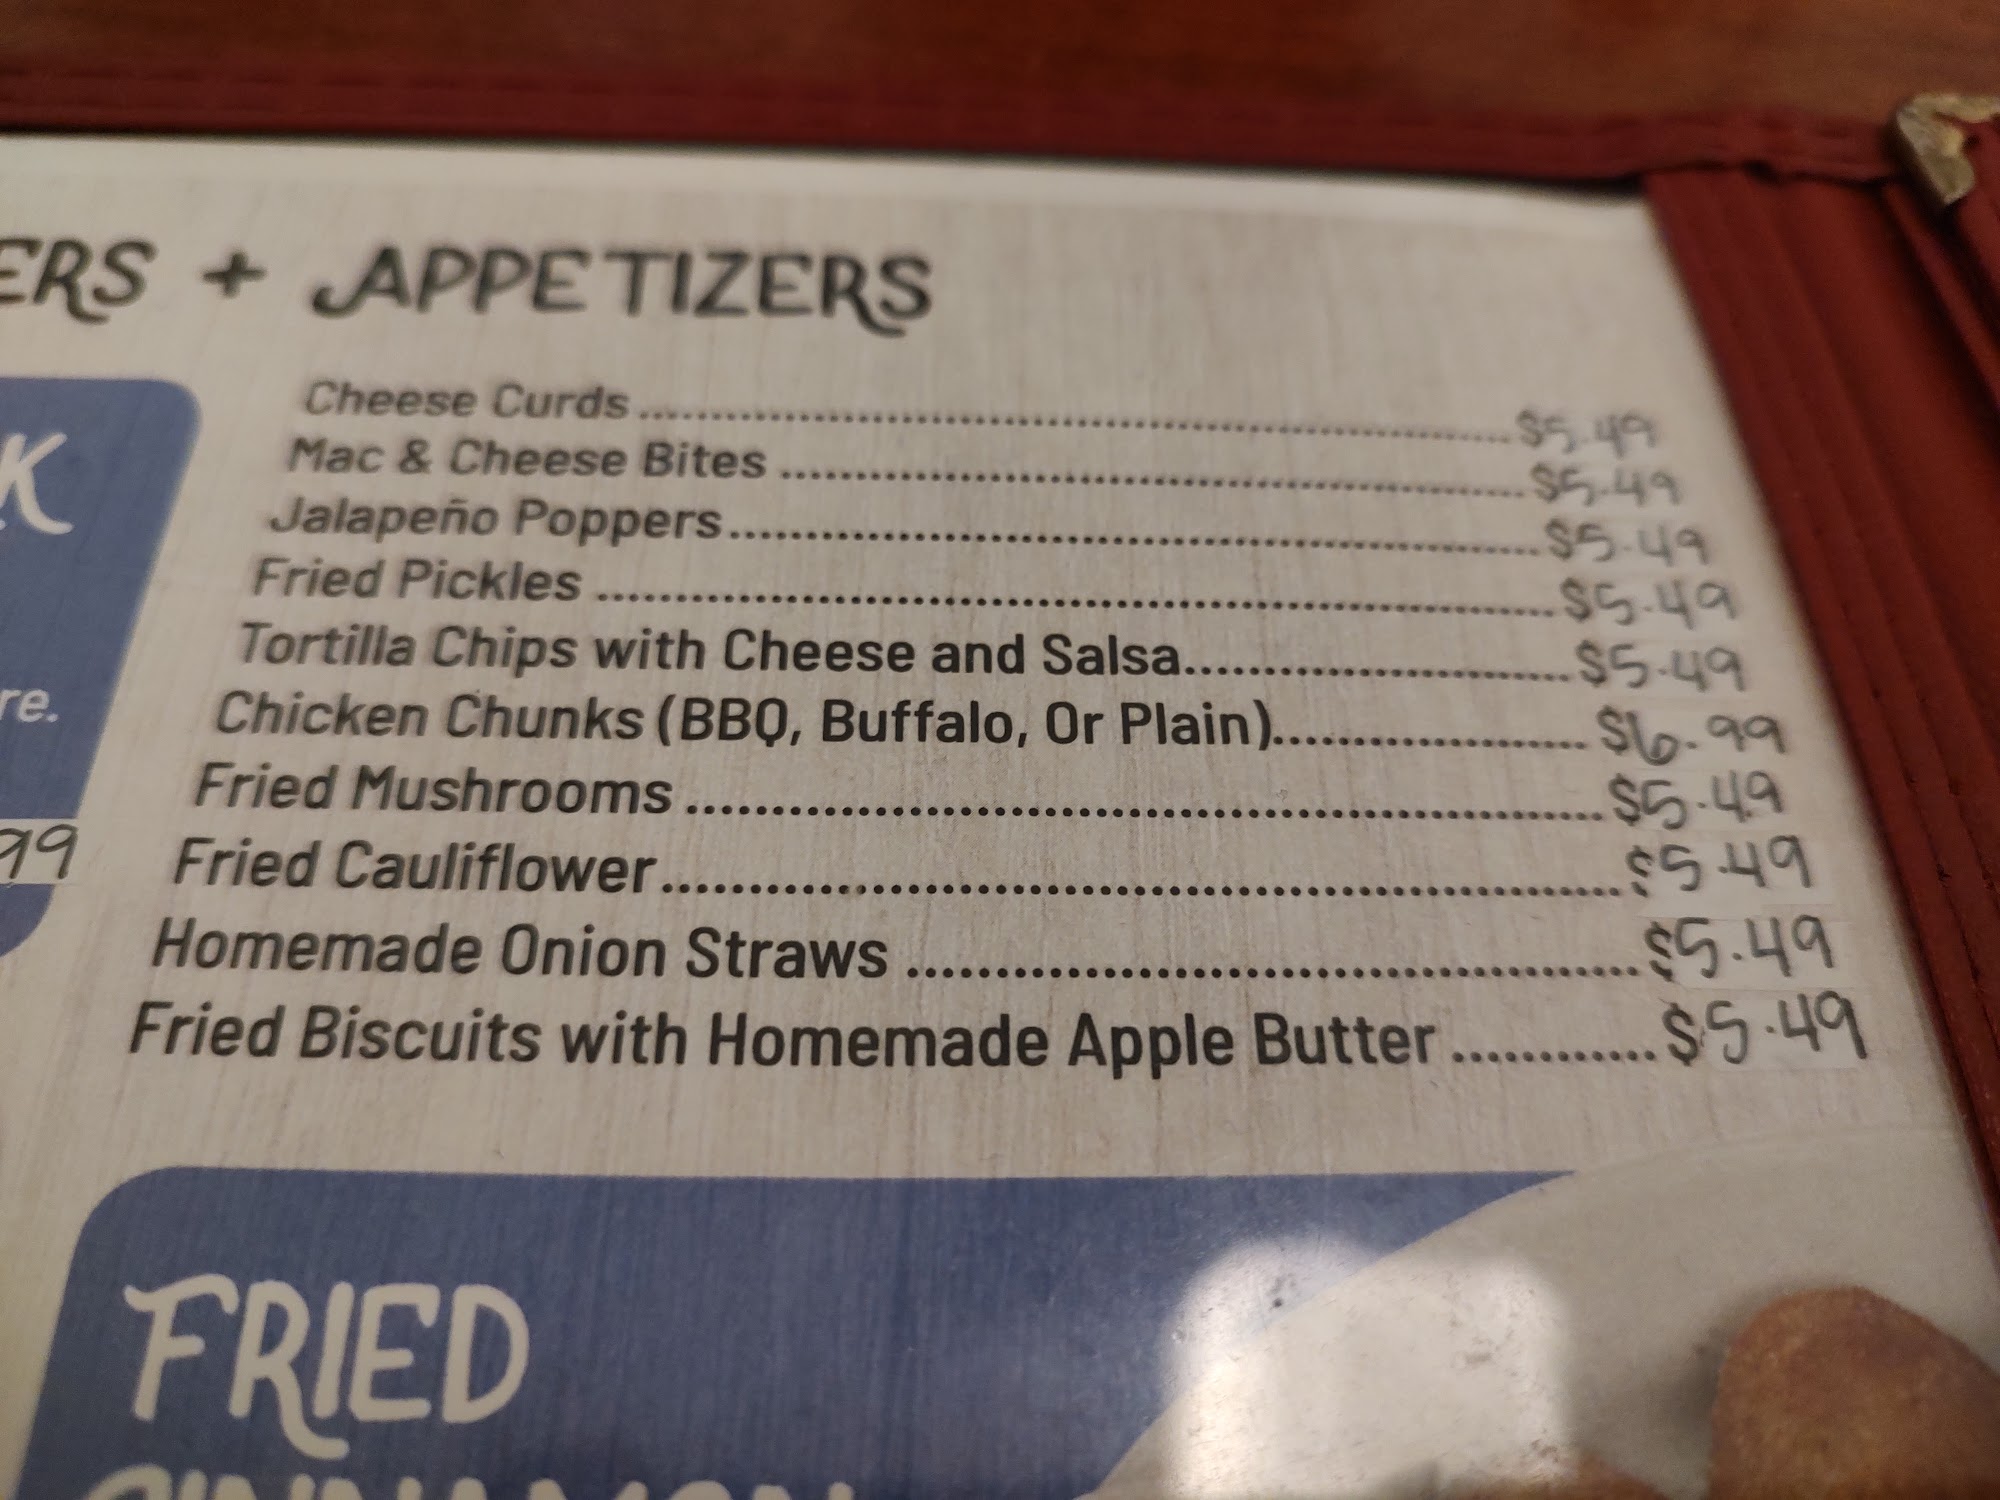 ERS + APPETIZERS
Cheese Curds ........ $5.49
Mac & Cheese Bites ........ $5.49
Jalapeño Poppers ........ $5.49
Fried Pickles ........ $5.49
Tortilla Chips with Cheese and Salsa ........ $5.49
Chicken Chunks (BBQ, Buffalo, Or Plain) ........ $6.99
Fried Mushrooms ........ $5.49
Fried Cauliflower ........ $5.49
Homemade Onion Straws ........ $5.49
Fried Biscuits with Homemade Apple Butter ........ $5.49
K
re.
99
FRIED
CINNAMON